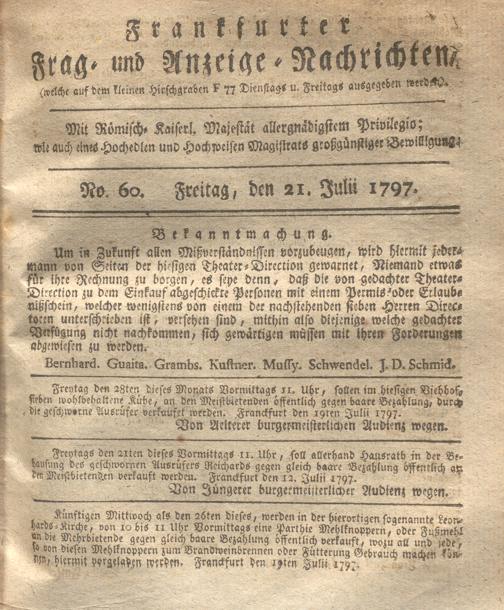 Frankfurter
Frag- und Anzeige-Nachrichten,
(welche auf dem kleinen Hirschgraben F 77 Dienstags u. Freitags ausgegeben werden).
Mit Römisch-Kaiserl. Majestät allergnädigstem Privilegio;
wie auch eines Hochedlen und Hochweisen Magistrats großgünstiger Bewilligung.
No. 60. Freitag, den 21. Julii 1797.
Bekanntmachung.
Um in Zukunft allen Mißverständnissen vorzubeugen, wird hiermit jeder-
mann von Seiten der hiesigen Theater-Direction gewarnet, Niemand etwas
für ihre Rechnung zu borgen, es seye denn, daß die von gedachter Theater-
Direction zu dem Einkauf abgeschickte Personen mit einem Permis oder Erlaub-
nißschein, welcher wenigstens von einem der nachstehenden sieben Herren Direc-
toren unterschrieben ist, versehen sind, mithin also diejenige welche gedachter
Verfügung nicht nachkommen, sich gewärtigen müssen mit ihren Forderungen
abgewiesen zu werden.
Bernhard. Guaita. Grambs. Kustner. Mussy. Schwendel. J. D. Schmid.
Freytag den 28ten dieses Monats Vormittags 11. Uhr, sollen im hiesigen Viehhof,
sieben wohlbehaltene Kühe, an den Meistbietenden öffentlich gegen baare Bezahlung, durch
die geschworne Ausrüfer verkaufet werden. Franckfurt den 19ten Julii 1797.
Von Aelterer burgermeisterlichen Audienz wegen.
Freytags den 21ten dieses Vormittags 11. Uhr, soll allerhand Hausrath in der Be-
hausung des geschwornen Ausrüfers Reichards gegen gleich baare Bezahlung öffentlich an
den Meistbietenden verkauft werden. Franckfurt den 12. Julii 1797.
Von Jüngerer burgermeisterlicher Audienz wegen.
Künftigen Mittwoch als den 26ten dieses, werden in der hierortigen sogenannte Leon-
hards-Kirche, von 10 bis 11 Uhr Vormittags eine Parthie Mehlknoppern, oder Fußmehl
an die Mehrbietende gegen gleich baare Bezahlung öffentlich verkauft, wozu all und jede,
so von diesen Mehlknoppern zum Brandweinbrennen oder Fütterung Gebrauch machen kön-
nen, hiermit vorgeladen werden. Franckfurt den 19ten Julii 1797.